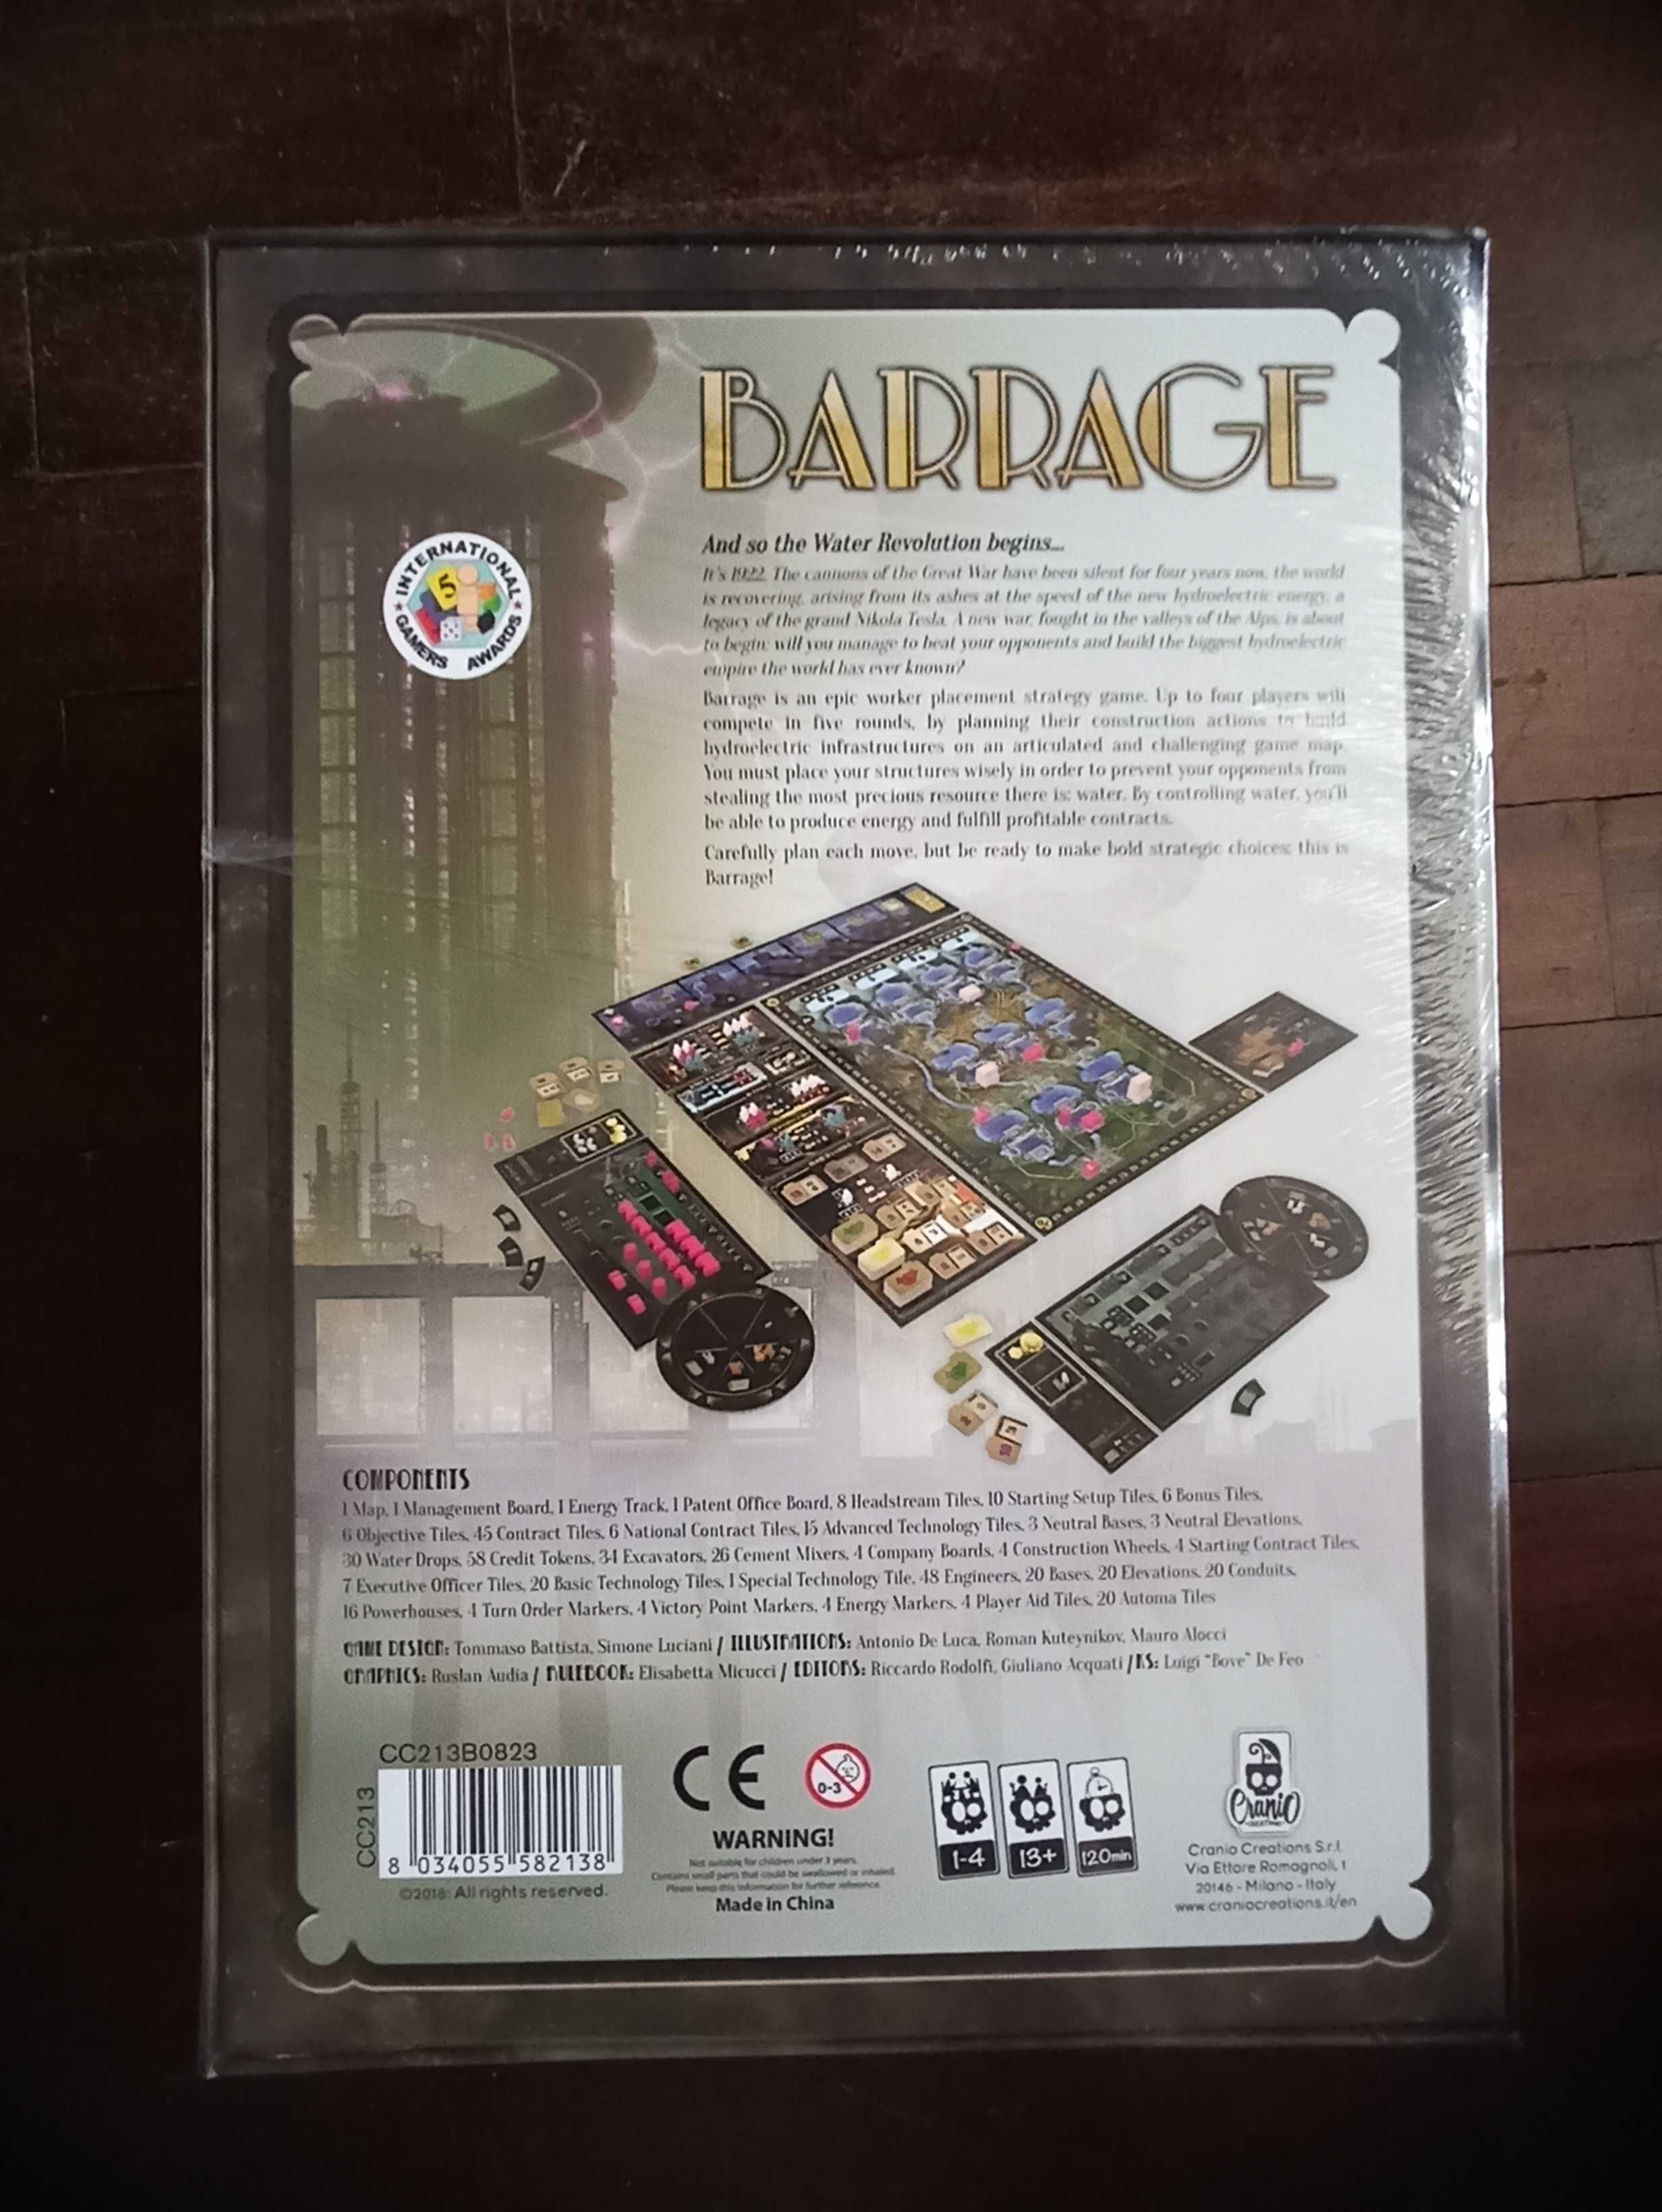 BARRAGE
INTERNATIONAL
GAMERS AWARDS
5
And so the Water Revolution begins...
It's 1922. The cannons of the Great War have been silent for four years now, the world
is recovering, arising from its ashes at the speed of the new hydroelectric energy, a
legacy of the grand Nikola Tesla. A new war, fought in the valleys of the Alps, is about
to begin: will you manage to beat your opponents and build the biggest hydroelectric
empire the world has ever known?
Barrage is an epic worker placement strategy game. Up to four players will
compete in five rounds, by planning their construction actions to build
hydroelectric infrastructures on an articulated and challenging game map.
You must place your structures wisely in order to prevent your opponents from
stealing the most precious resource there is: water. By controlling water, you'll
be able to produce energy and fulfill profitable contracts.
Carefully plan each move, but be ready to make bold strategic choices: this is
Barrage!
COMPONENTS
1 Map, 1 Management Board, 1 Energy Track, 1 Patent Office Board, 8 Headstream Tiles, 10 Starting Setup Tiles, 6 Bonus Tiles,
6 Objective Tiles, 45 Contract Tiles, 6 National Contract Tiles, 15 Advanced Technology Tiles, 3 Neutral Bases, 3 Neutral Elevations,
30 Water Drops, 58 Credit Tokens, 34 Excavators, 26 Cement Mixers, 4 Company Boards, 4 Construction Wheels, 4 Starting Contract Tiles,
7 Executive Officer Tiles, 20 Basic Technology Tiles, 1 Special Technology Tile, 48 Engineers, 20 Bases, 20 Elevations, 20 Conduits,
16 Powerhouses, 4 Turn Order Markers, 4 Victory Point Markers, 4 Energy Markers, 4 Player Aid Tiles, 20 Automa Tiles
GAME DESIGN: Tommaso Battista, Simone Luciani / ILLUSTRATIONS: Antonio De Luca, Roman Kuteynikov, Mauro Alocci
GRAPHICS: Ruslan Audia / RULEBOOK: Elisabetta Micucci / EDITORS: Riccardo Rodolfi, Giuliano Acquati / KS: Luigi "Bove" De Feo
CC213B0823
CC213
8 034055 582138
©2018: All rights reserved.
CE
0-3
WARNING!
Not suitable for children under 3 years.
Contains small parts that could be swallowed or inhaled.
Please keep this information for further reference.
Made in China
1-4
13+
120min
Cranio
CREATIONS
Cranio Creations S.r.l.
Via Ettore Romagnoli, 1
20146 - Milano - Italy
www.craniocreations.it/en